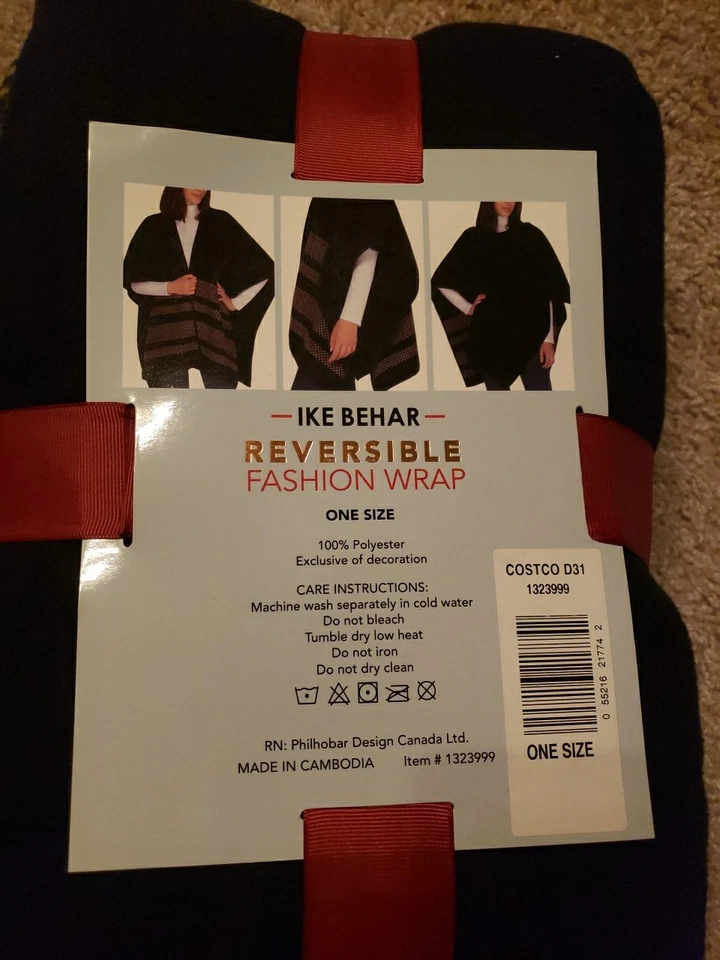 — IKE BEHAR —
REVERSIBLE
FASHION WRAP
ONE SIZE
100% Polyester
Exclusive of decoration
CARE INSTRUCTIONS:
Machine wash separately in cold water
Do not bleach
Tumble dry low heat
Do not iron
Do not dry clean
RN: Philhobar Design Canada Ltd.
MADE IN CAMBODIA Item # 1323999
COSTCO D31
1323999
0 55216 21774 2
ONE SIZE